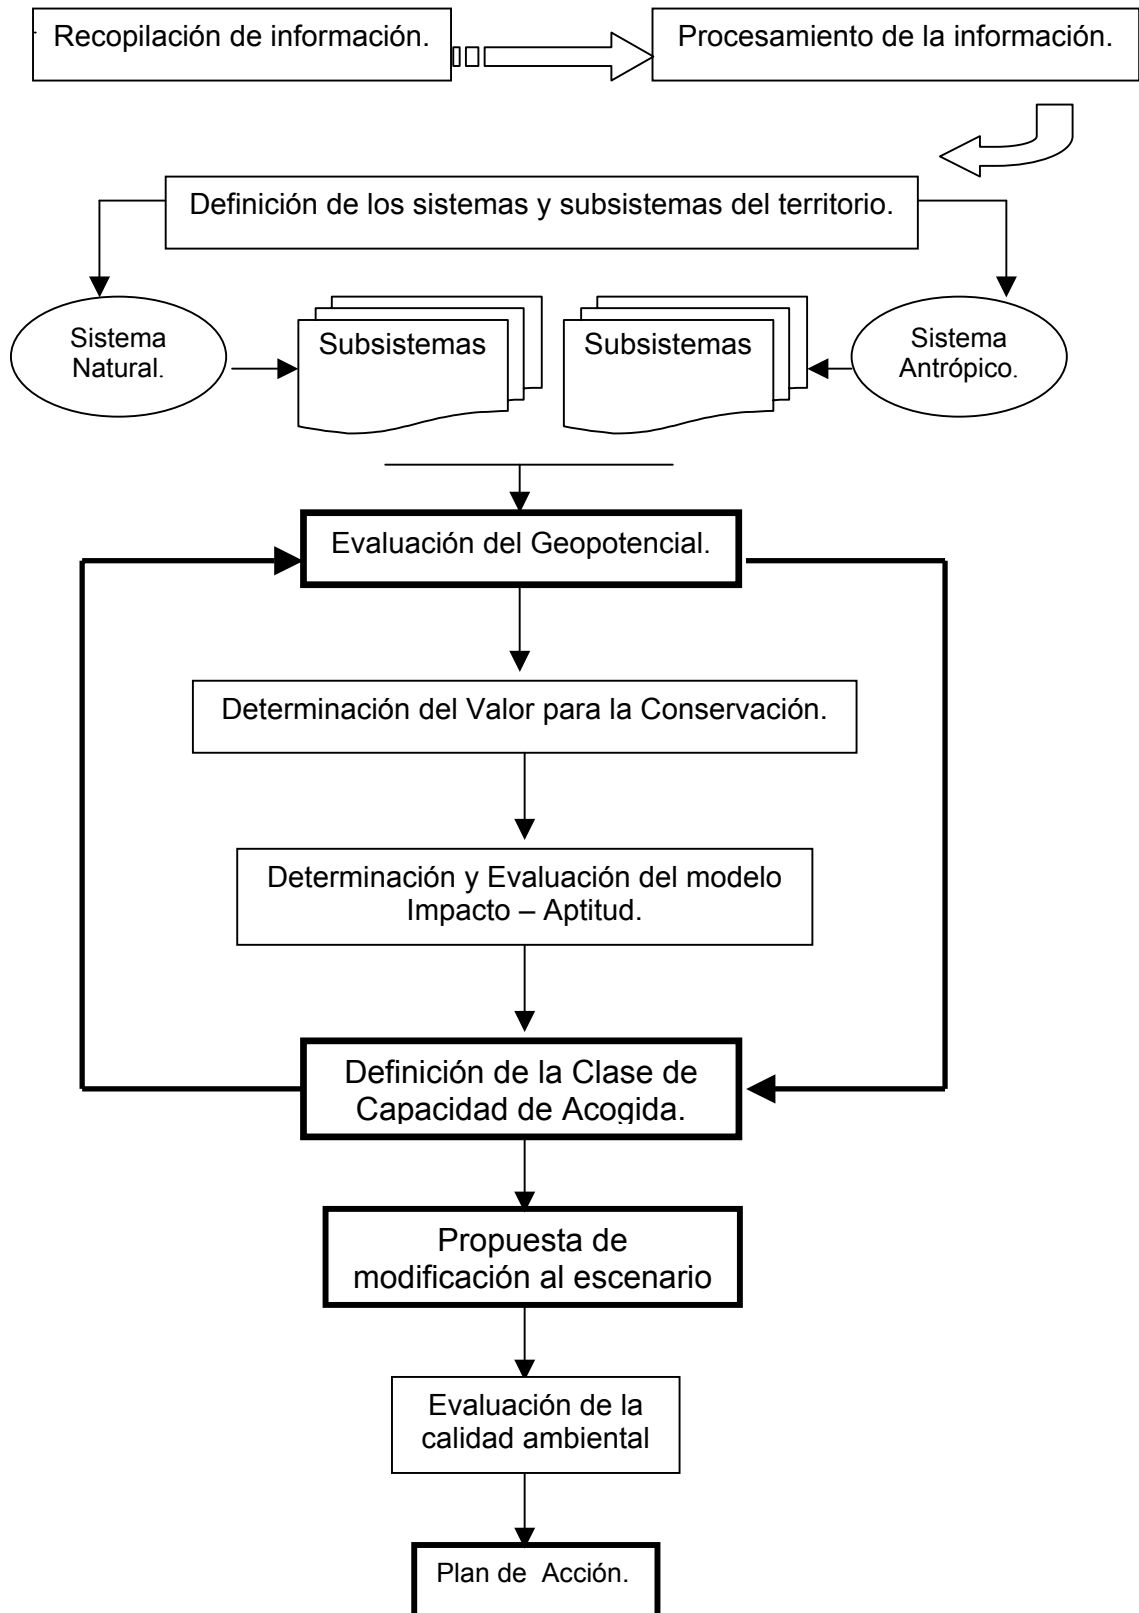 Recopilación de información.
Procesamiento de la información.
Definición de los sistemas y subsistemas del territorio.
Sistema
Natural.
Subsistemas
Subsistemas
Sistema
Antrópico.
Evaluación del Geopotencial.
Determinación del Valor para la Conservación.
Determinación y Evaluación del modelo
Impacto – Aptitud.
Definición de la Clase de
Capacidad de Acogida.
Propuesta de
modificación al escenario
Evaluación de la
calidad ambiental
Plan de Acción.